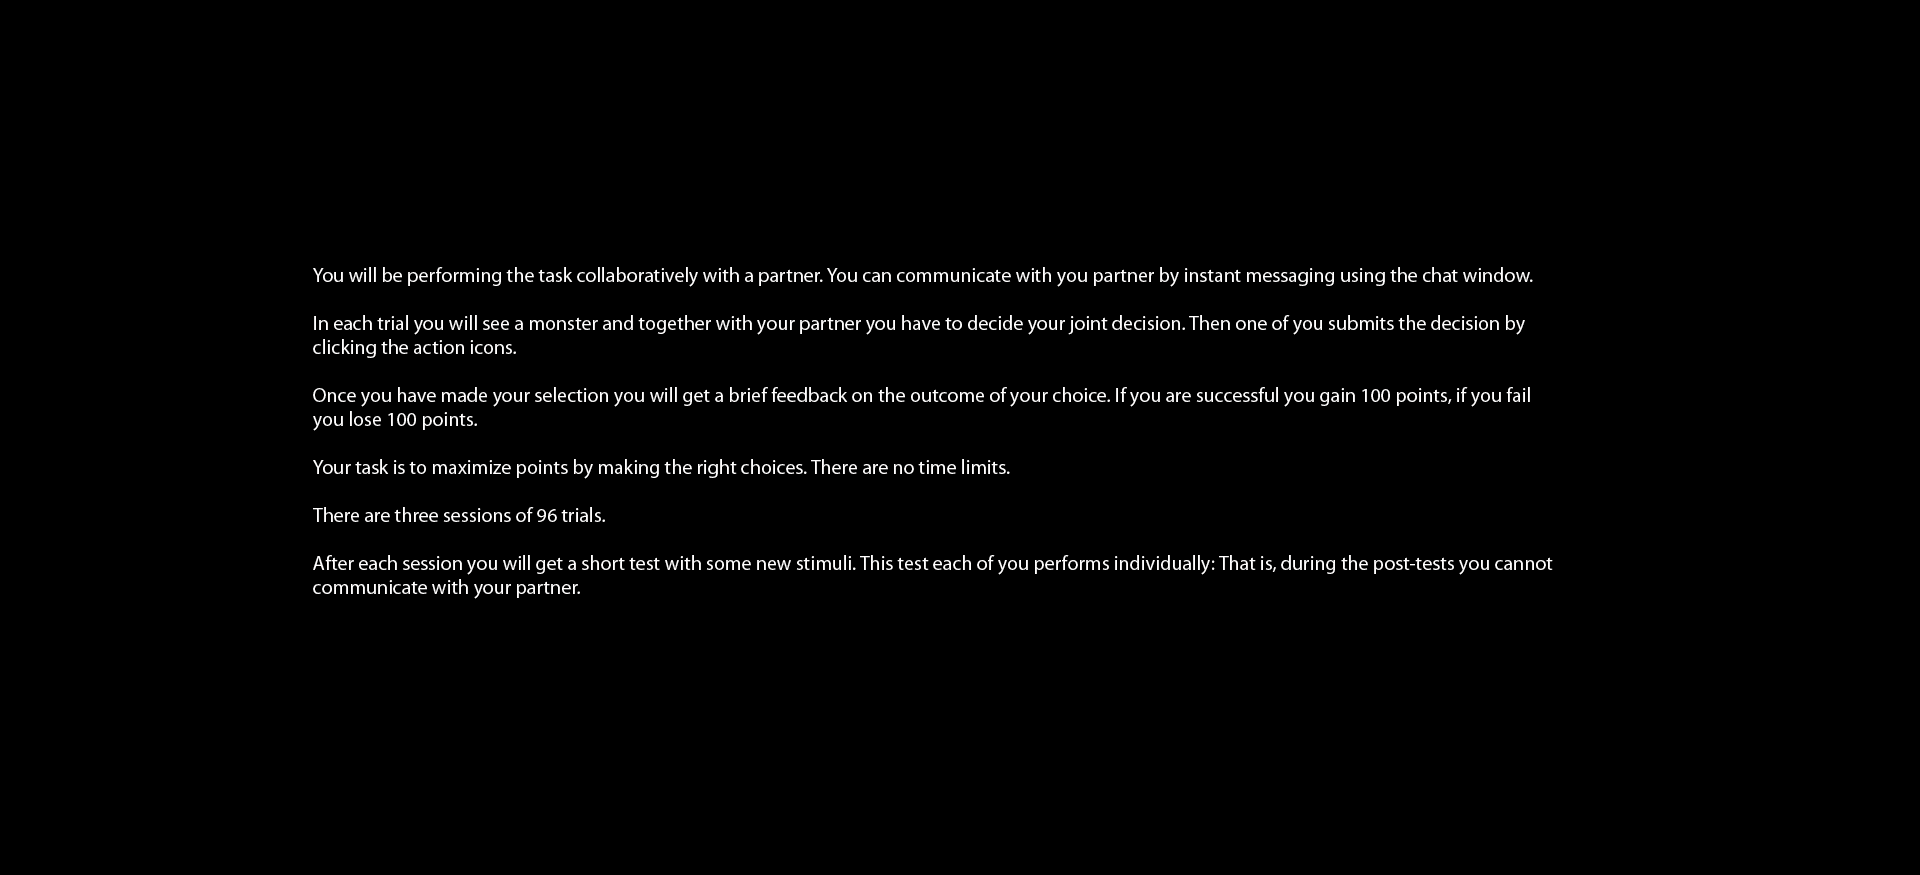 You will be performing the task collaboratively with a partner. You can communicate with you partner by instant messaging using the chat window.
In each trial you will see a monster and together with your partner you have to decide your joint decision. Then one of you submits the decision by
clicking the action icons.
Once you have made your selection you will get a brief feedback on the outcome of your choice. If you are successful you gain 100 points, if you fail
you lose 100 points.
Your task is to maximize points by making the right choices. There are no time limits.
There are three sessions of 96 trials.
After each session you will get a short test with some new stimuli. This test each of you performs individually: That is, during the post-tests you cannot
communicate with your partner.